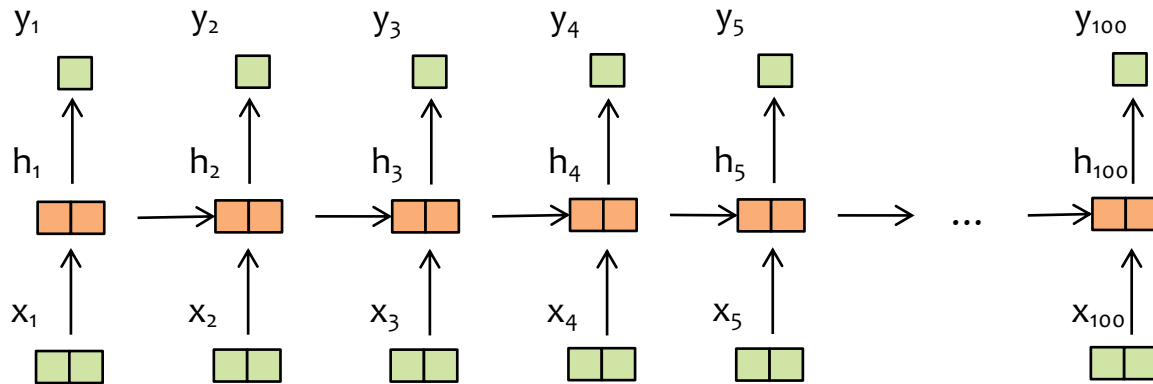 y₁ y₂ y₃ y₄ y₅ y₁₀₀
h₁ h₂ h₃ h₄ h₅ h₁₀₀
...
x₁ x₂ x₃ x₄ x₅ x₁₀₀